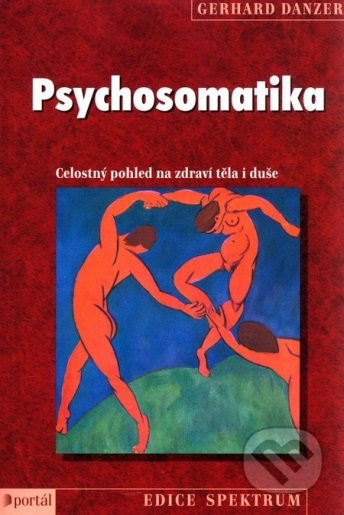 GERHARD DANZER
Psychosomatika
Celostný pohled na zdraví těla i duše
portál
EDICE SPEKTRUM
m